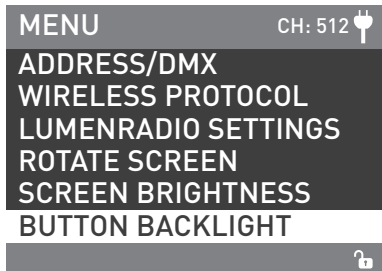 MENU CH: 512
ADDRESS/DMX
WIRELESS PROTOCOL
LUMENRADIO SETTINGS
ROTATE SCREEN
SCREEN BRIGHTNESS
BUTTON BACKLIGHT